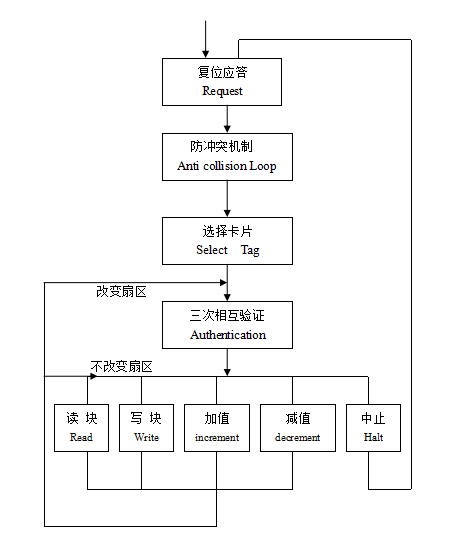 复位应答
Request
防冲突机制
Anti collision Loop
选择卡片
Select Tag
改变扇区
三次相互验证
Authentication
不改变扇区
读 块
Read
写 块
Write
加值
increment
减值
decrement
中止
Halt